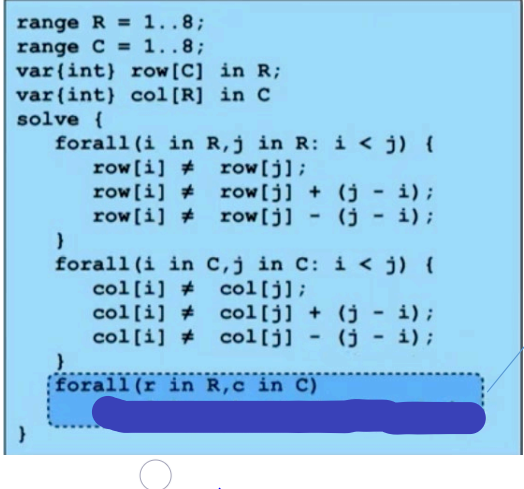 range R = 1..8;
range C = 1..8;
var{int} row[C] in R;
var{int} col[R] in C
solve {
forall(i in R,j in R: i < j) {
row[i] ≠ row[j];
row[i] ≠ row[j] + (j - i);
row[i] ≠ row[j] - (j - i);
}
forall(i in C,j in C: i < j) {
col[i] ≠ col[j];
col[i] ≠ col[j] + (j - i);
col[i] ≠ col[j] - (j - i);
}
forall(r in R,c in C)
}